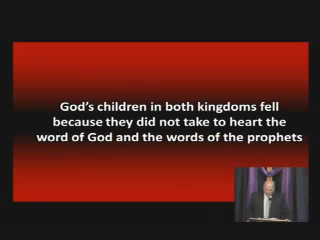 God's children in both kingdoms fell
because they did not take to heart the
word of God and the words of the prophets